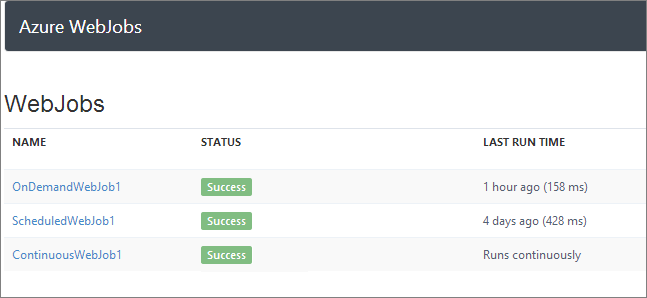 Azure WebJobs
WebJobs
NAME STATUS LAST RUN TIME
OnDemandWebJob1 Success 1 hour ago (158 ms)
ScheduledWebJob1 Success 4 days ago (428 ms)
ContinuousWebJob1 Success Runs continuously